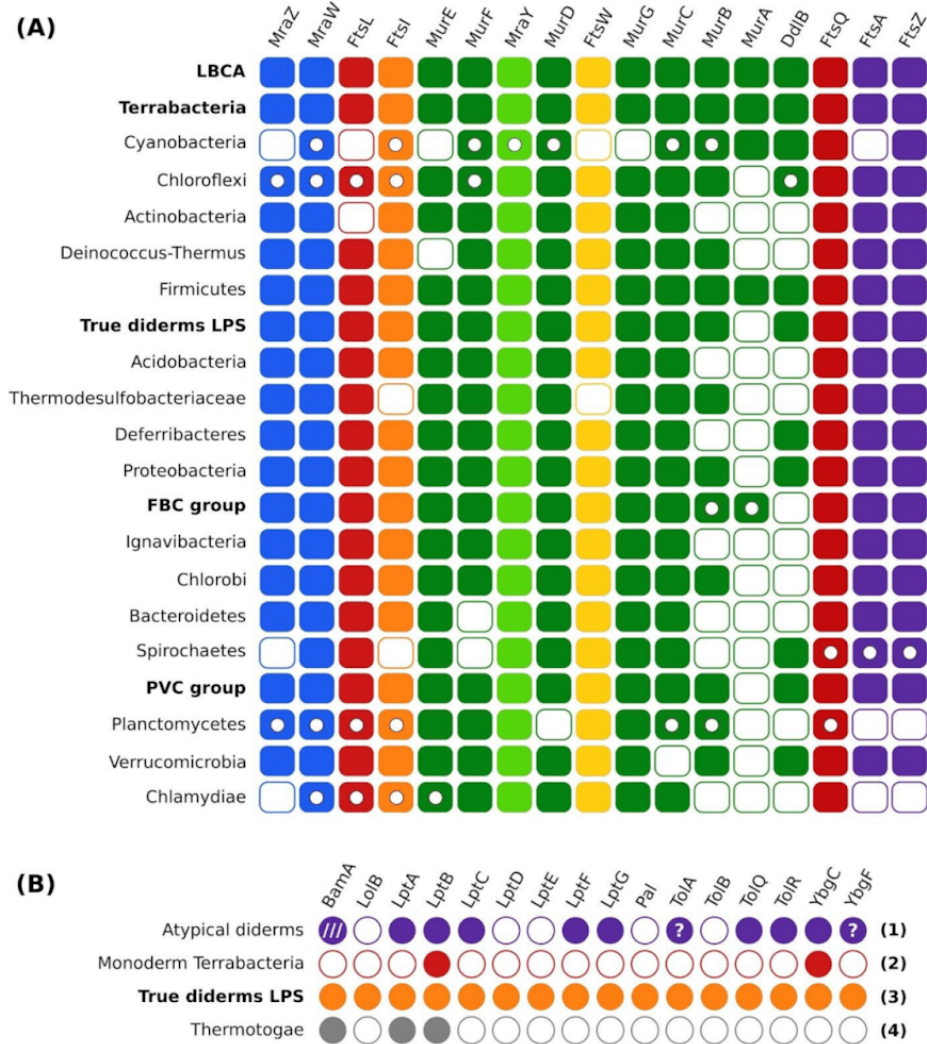 (A)
MraZ MraW FtsL FtsI MurE MurF MraY MurD FtsW MurG MurC MurB MurA DdlB FtsQ FtsA FtsZ
LBCA
Terrabacteria
Cyanobacteria
Chloroflexi
Actinobacteria
Deinococcus-Thermus
Firmicutes
True diderms LPS
Acidobacteria
Thermodesulfobacteriaceae
Deferribacteres
Proteobacteria
FBC group
Ignavibacteria
Chlorobi
Bacteroidetes
Spirochaetes
PVC group
Planctomycetes
Verrucomicrobia
Chlamydiae
(B)
BamA LolB LptA LptB LptC LptD LptE LptF LptG Pal TolA TolB TolQ TolR YbgC YbgF
Atypical diderms /// ? ? (1)
Monoderm Terrabacteria (2)
True diderms LPS (3)
Thermotogae (4)